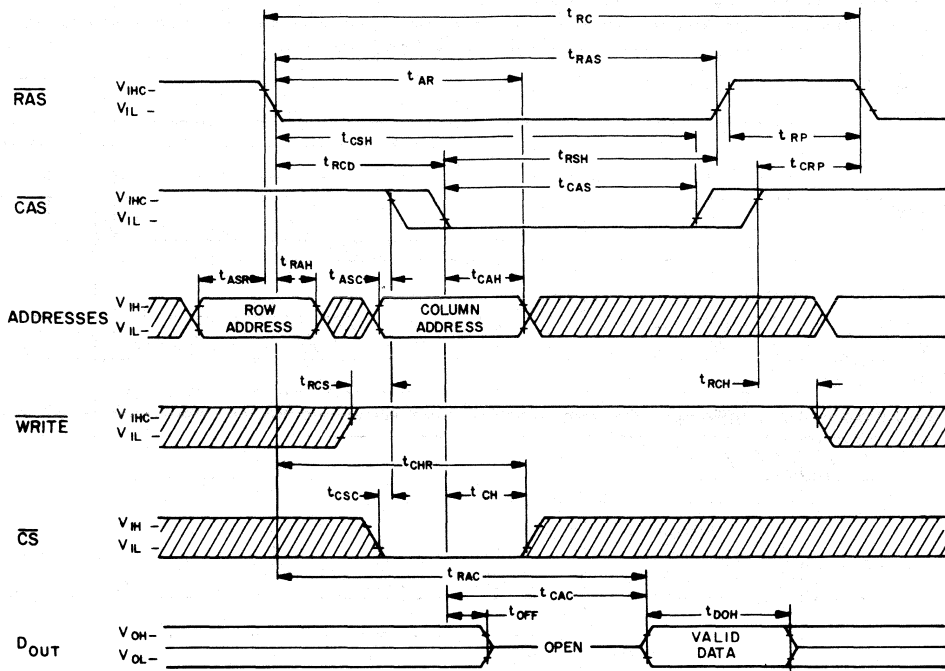 tRC
tRAS
tAR
RAS
VIHC
VIL
tCSH
tRP
tRCD
tRSH
tCRP
tCAS
CAS
VIHC
VIL
tASR
tRAH
tASC
tCAH
ADDRESSES
VIH
VIL
ROW ADDRESS
COLUMN ADDRESS
tRCS
tRCH
WRITE
VIHC
VIL
tCHR
tCSC
tCH
CS
VIH
VIL
tRAC
tCAC
tOFF
tDOH
DOUT
VOH
VOL
OPEN
VALID DATA